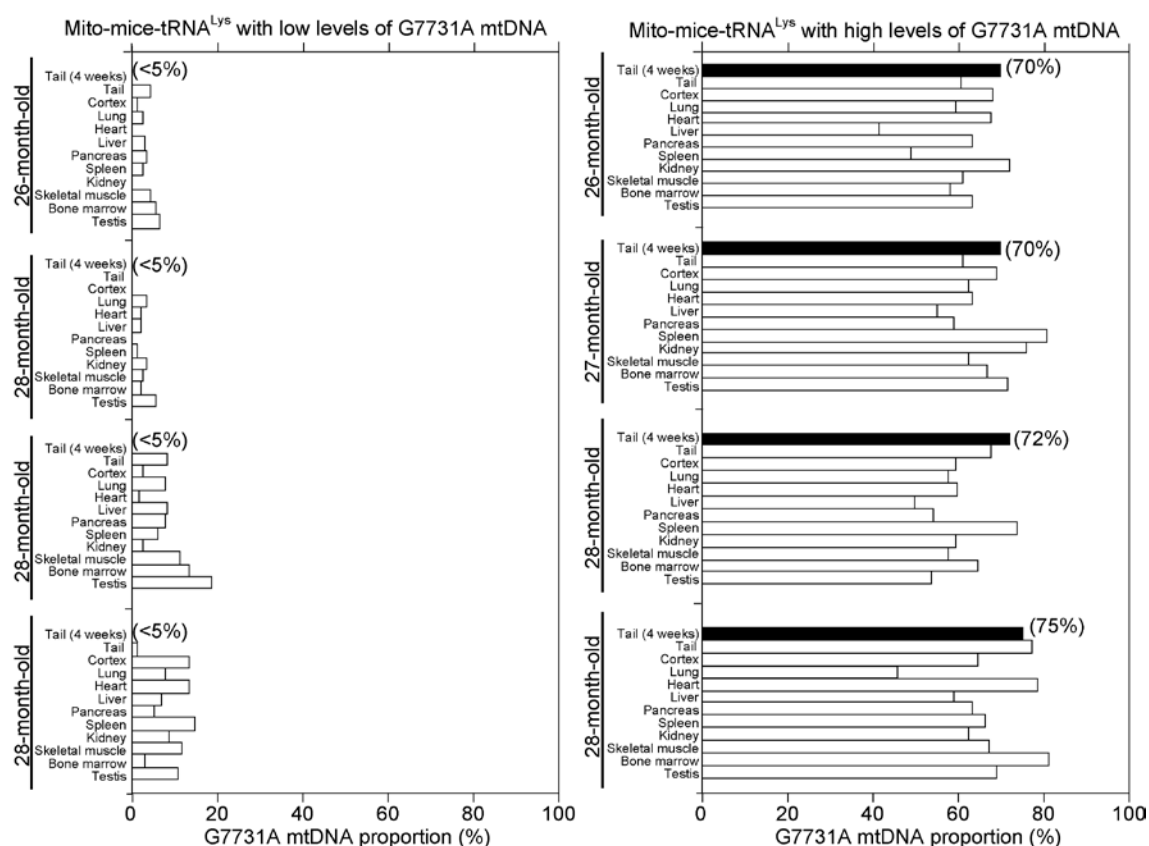 Mito-mice-tRNA^Lys with low levels of G7731A mtDNA
26-month-old
Tail (4 weeks) (<5%)
Tail
Cortex
Lung
Heart
Liver
Pancreas
Spleen
Kidney
Skeletal muscle
Bone marrow
Testis
28-month-old
Tail (4 weeks) (<5%)
Tail
Cortex
Lung
Heart
Liver
Pancreas
Spleen
Kidney
Skeletal muscle
Bone marrow
Testis
28-month-old
Tail (4 weeks) (<5%)
Tail
Cortex
Lung
Heart
Liver
Pancreas
Spleen
Kidney
Skeletal muscle
Bone marrow
Testis
28-month-old
Tail (4 weeks) (<5%)
Tail
Cortex
Lung
Heart
Liver
Pancreas
Spleen
Kidney
Skeletal muscle
Bone marrow
Testis
0 20 40 60 80 100
G7731A mtDNA proportion (%)
Mito-mice-tRNA^Lys with high levels of G7731A mtDNA
26-month-old
Tail (4 weeks) (70%)
Tail
Cortex
Lung
Heart
Liver
Pancreas
Spleen
Kidney
Skeletal muscle
Bone marrow
Testis
27-month-old
Tail (4 weeks) (70%)
Tail
Cortex
Lung
Heart
Liver
Pancreas
Spleen
Kidney
Skeletal muscle
Bone marrow
Testis
28-month-old
Tail (4 weeks) (72%)
Tail
Cortex
Lung
Heart
Liver
Pancreas
Spleen
Kidney
Skeletal muscle
Bone marrow
Testis
28-month-old
Tail (4 weeks) (75%)
Tail
Cortex
Lung
Heart
Liver
Pancreas
Spleen
Kidney
Skeletal muscle
Bone marrow
Testis
0 20 40 60 80 100
G7731A mtDNA proportion (%)